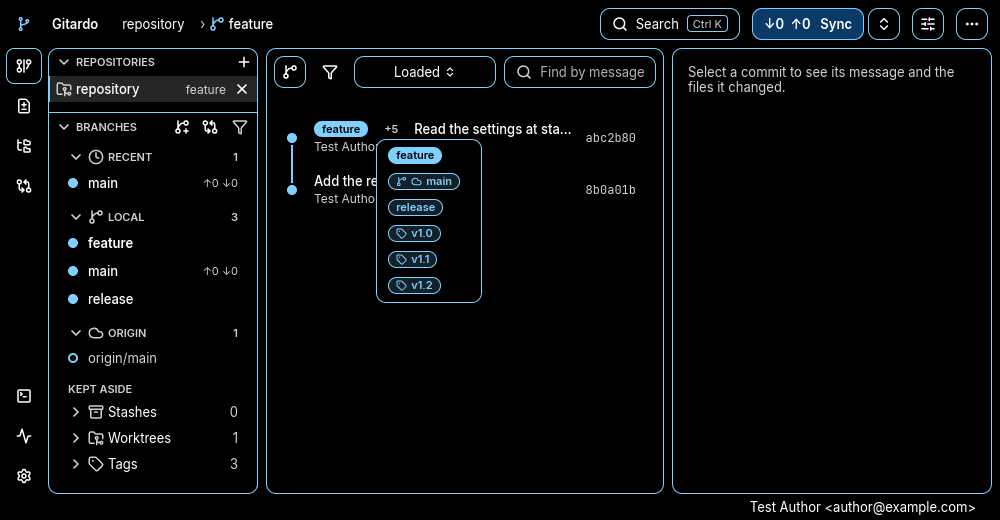 Gitardo repository › feature Search Ctrl K ↓0 ↑0 Sync
REPOSITORIES
repository feature
BRANCHES
RECENT 1
main ↑0 ↓0
LOCAL 3
feature
main ↑0 ↓0
release
ORIGIN 1
origin/main
KEPT ASIDE
Stashes 0
Worktrees 1
Tags 3
Loaded Find by message
feature +5 Read the settings at sta... abc2b80
Test Autho
Add the re 8b0a01b
Test Autho
feature
main
release
v1.0
v1.1
v1.2
Select a commit to see its message and the
files it changed.
Test Author <author@example.com>